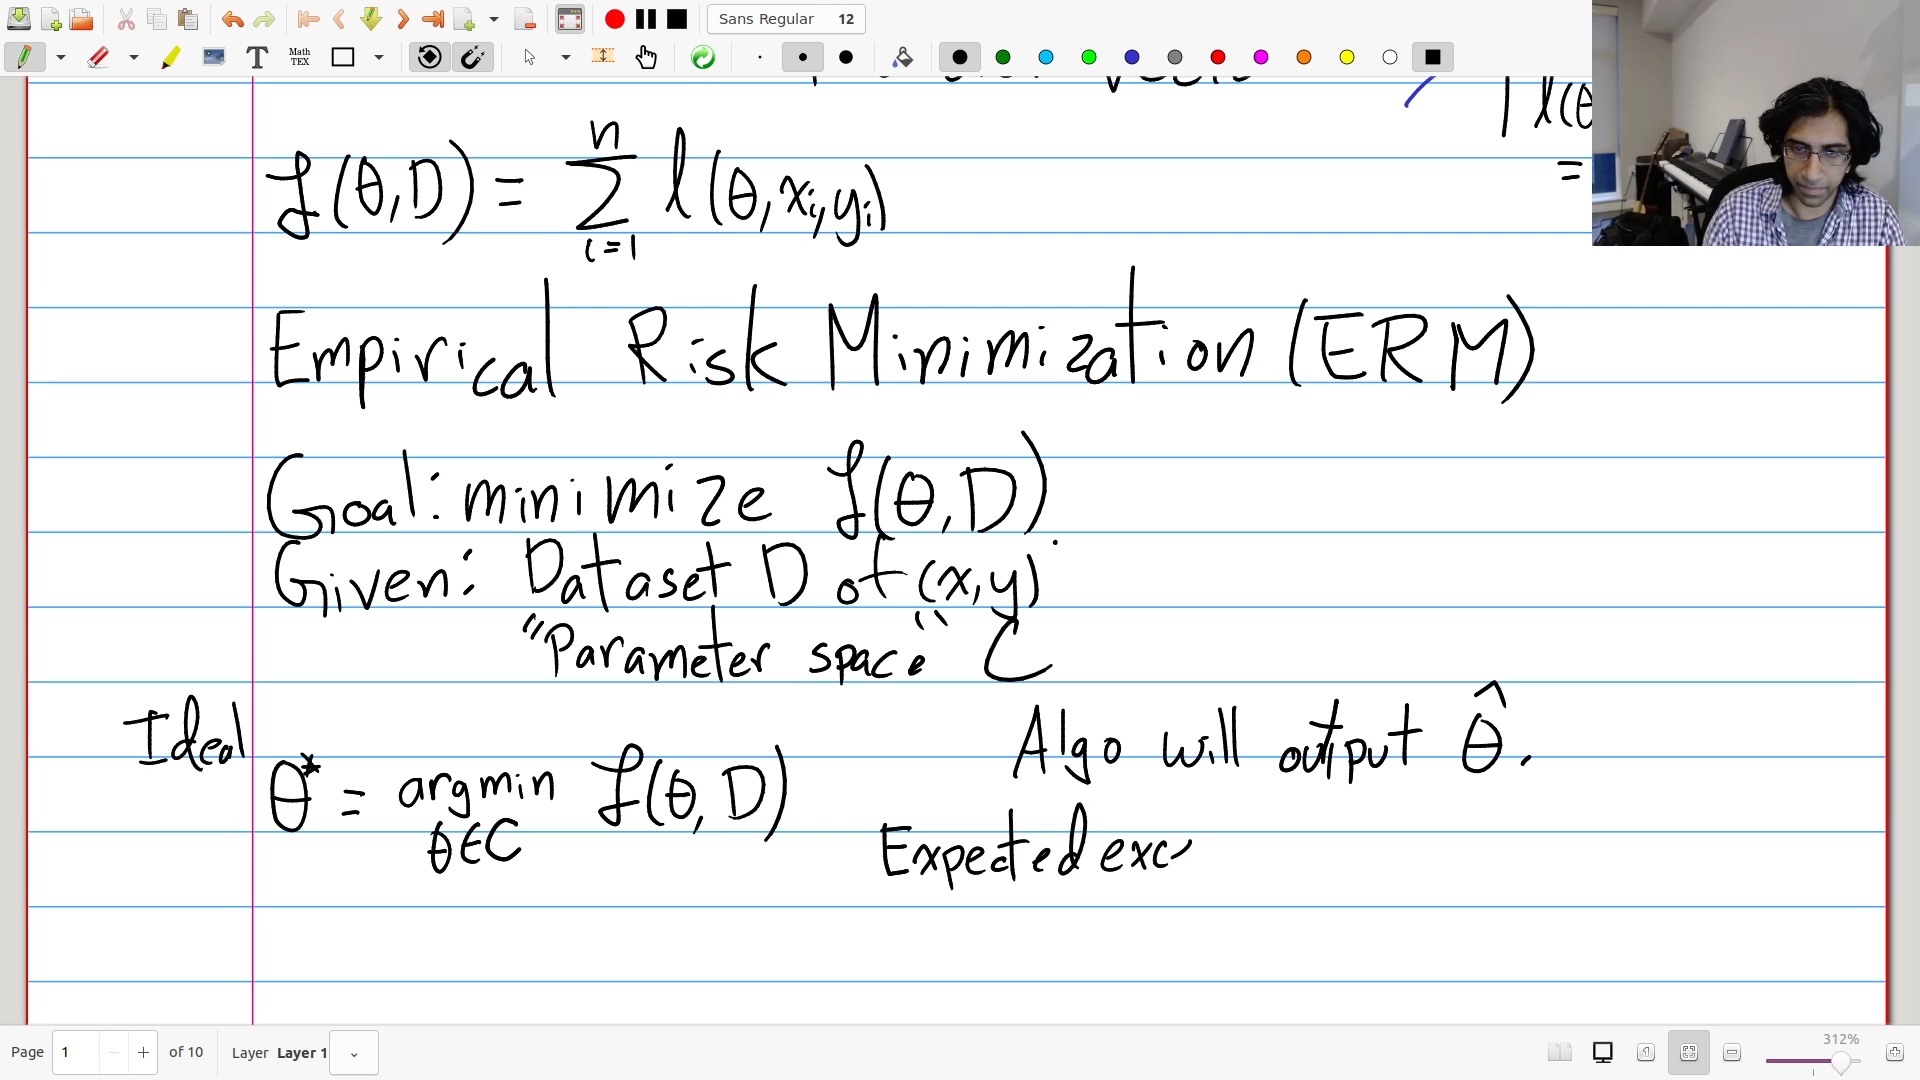 Sans Regular 12
Math TEX
ℒ(θ,D) = Σ_{i=1}^{n} l(θ,x_i,y_i)
| l(θ
=
Empirical Risk Minimization (ERM)
Goal: minimize ℒ(θ,D)
Given: Dataset D of (x,y)
"Parameter space" C
Ideal
θ* = argmin_{θ∈C} ℒ(θ,D)
Algo will output θ̂.
Expected exc
Page 1 of 10 Layer Layer 1 312%